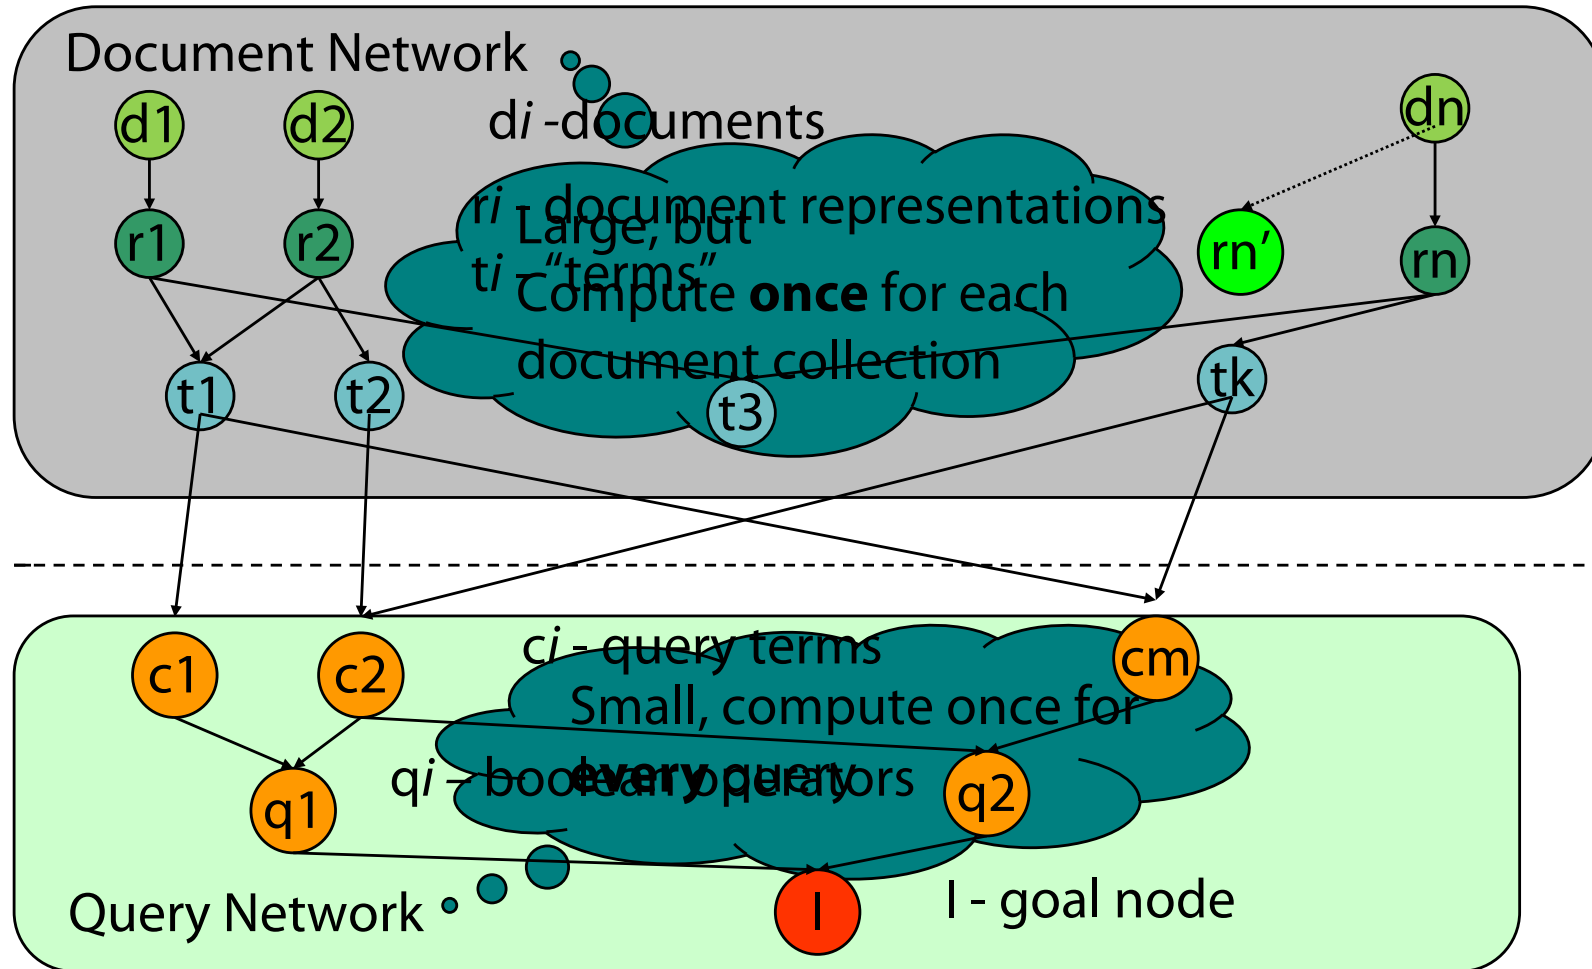 Document Network
d1
d2
di -documents
dn
ri - document representations
Large, but
r1
r2
rn’
rn
ti – “terms”
Compute once for each
document collection
t1
t2
t3
tk
ci - query terms
c1
c2
cm
Small, compute once for
every query
qi – boolean operators
q1
q2
Query Network
I
I - goal node